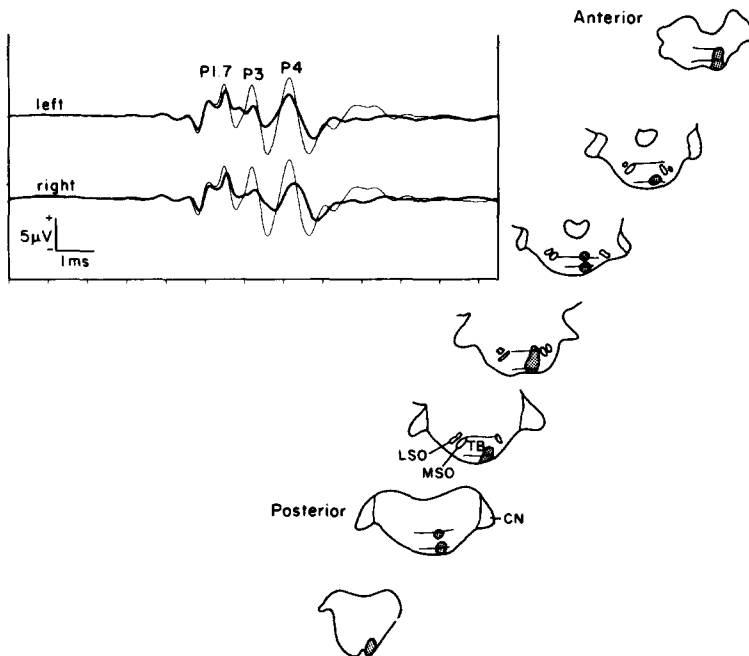 Anterior
P1.7 P3 P4
left
right
+
5μV
-
1ms
TB
LSO
MSO
Posterior
CN